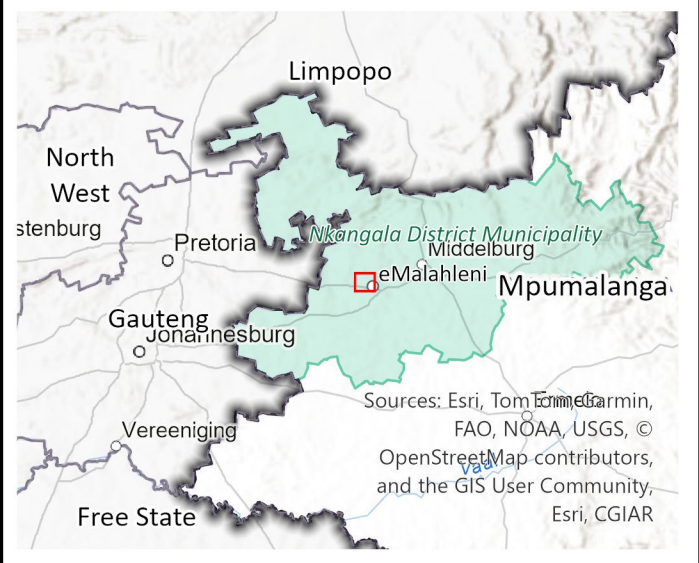 Limpopo
North
West
stenburg
Nkangala District Municipality
Pretoria
Middelburg
eMalahleni
Mpumalanga
Gauteng
Johannesburg
Sources: Esri, TomTom, Garmin,
Ermelo
FAO, NOAA, USGS, ©
Vereeniging
OpenStreetMap contributors,
Vaal
and the GIS User Community,
Esri, CGIAR
Free State